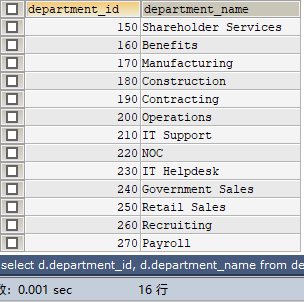 department_id department_name
150 Shareholder Services
160 Benefits
170 Manufacturing
180 Construction
190 Contracting
200 Operations
210 IT Support
220 NOC
230 IT Helpdesk
240 Government Sales
250 Retail Sales
260 Recruiting
270 Payroll
select d.department_id, d.department_name from de
: 0.001 sec 16 行